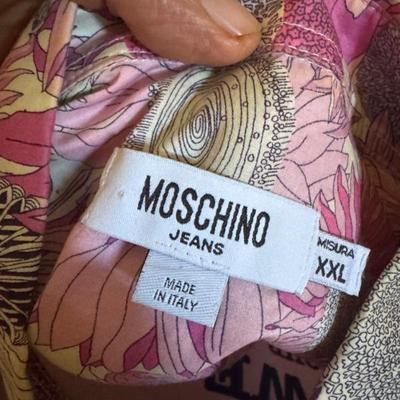 MOSCHINO
JEANS
MISURA
XXL
MADE
IN ITALY